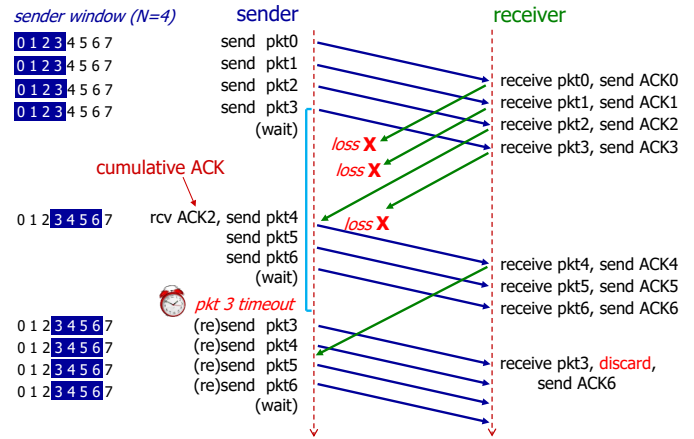 sender window (N=4) sender receiver
0 1 2 3 4 5 6 7 send pkt0
0 1 2 3 4 5 6 7 send pkt1
0 1 2 3 4 5 6 7 send pkt2
0 1 2 3 4 5 6 7 send pkt3
(wait)
receive pkt0, send ACK0
receive pkt1, send ACK1
receive pkt2, send ACK2
receive pkt3, send ACK3
loss X
loss X
cumulative ACK
loss X
0 1 2 3 4 5 6 7 rcv ACK2, send pkt4
send pkt5
send pkt6
(wait)
receive pkt4, send ACK4
receive pkt5, send ACK5
receive pkt6, send ACK6
pkt 3 timeout
0 1 2 3 4 5 6 7 (re)send pkt3
0 1 2 3 4 5 6 7 (re)send pkt4
0 1 2 3 4 5 6 7 (re)send pkt5
0 1 2 3 4 5 6 7 (re)send pkt6
(wait)
receive pkt3, discard,
send ACK6